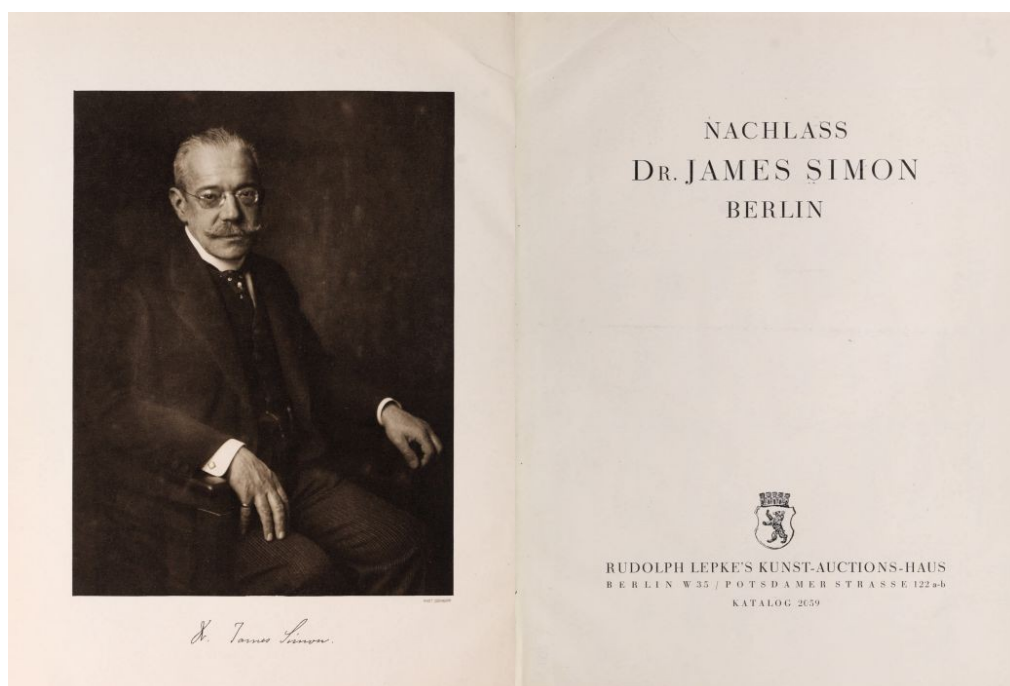 Dr. James Simon.
NACHLASS
DR. JAMES SIMON
BERLIN
RUDOLPH LEPKE'S KUNST-AUCTIONS-HAUS
BERLIN W 35 / POTSDAMER STRASSE 122 a-b
KATALOG 2059